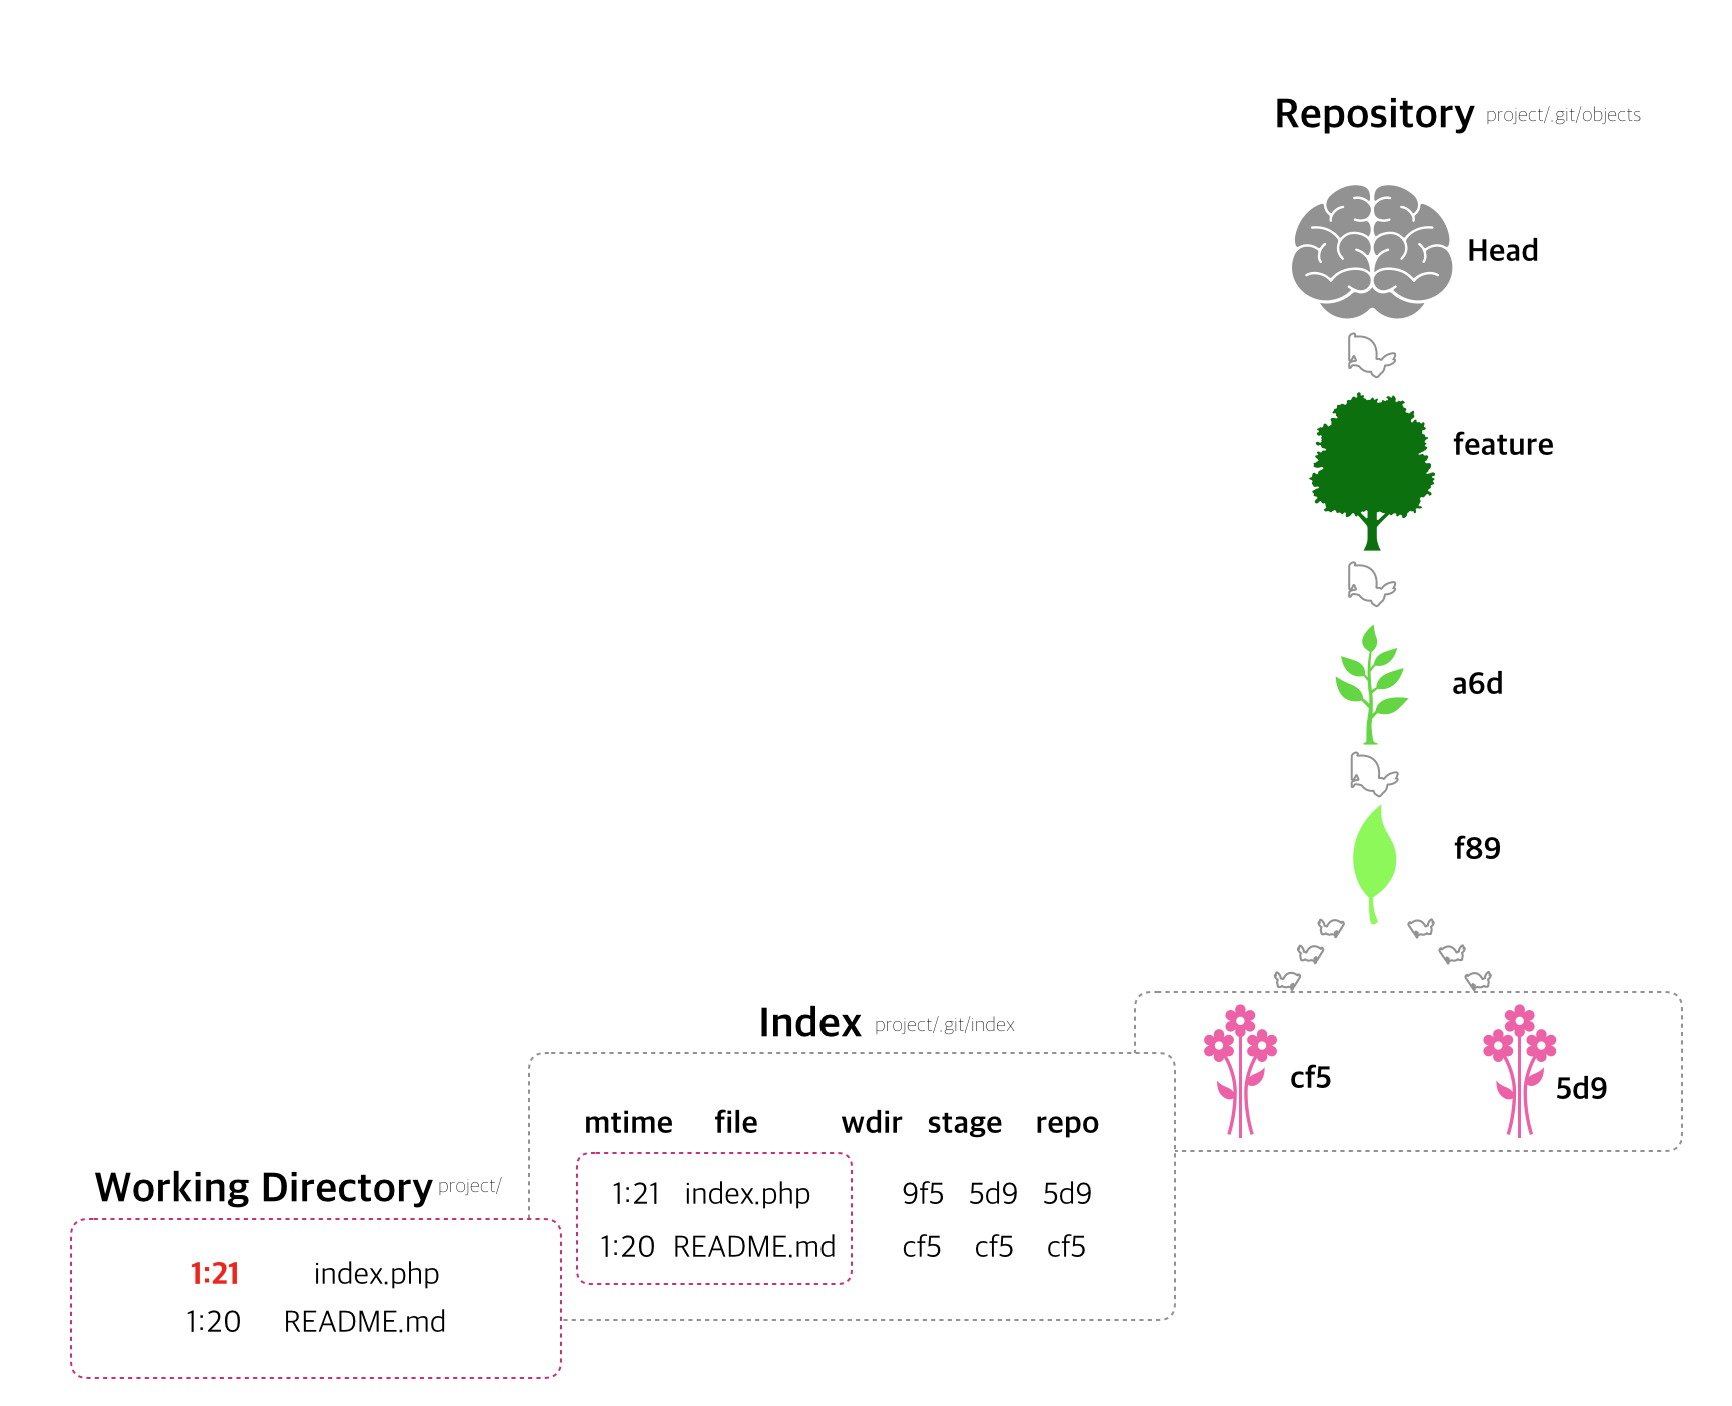 Repository project/.git/objects
Head
feature
a6d
f89
cf5
5d9
Index project/.git/index
mtime file wdir stage repo
1:21 index.php 9f5 5d9 5d9
1:20 README.md cf5 cf5 cf5
Working Directory project/
1:21 index.php
1:20 README.md